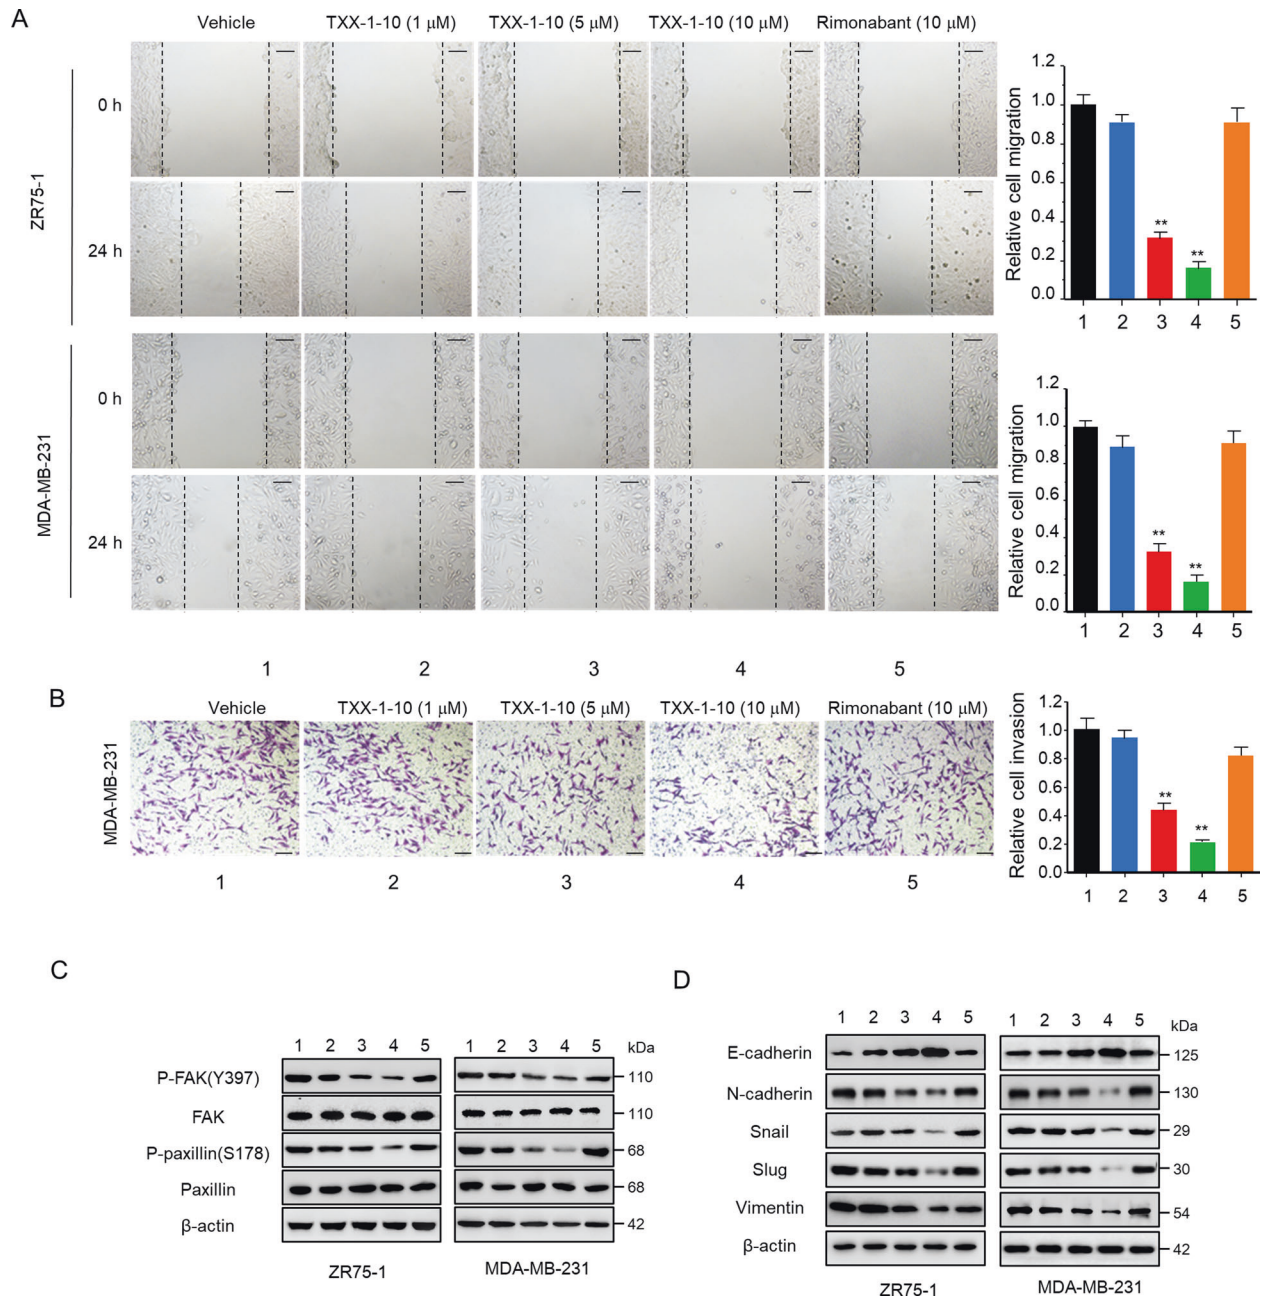 A
Vehicle TXX-1-10 (1 μM) TXX-1-10 (5 μM) TXX-1-10 (10 μM) Rimonabant (10 μM)
ZR75-1
0 h
24 h
Relative cell migration
1.2
1.0
0.8
0.6
0.4
0.2
0.0
** **
1 2 3 4 5
MDA-MB-231
0 h
24 h
Relative cell migration
1.2
1.0
0.8
0.6
0.4
0.2
0.0
** **
1 2 3 4 5
1 2 3 4 5
B
Vehicle TXX-1-10 (1 μM) TXX-1-10 (5 μM) TXX-1-10 (10 μM) Rimonabant (10 μM)
MDA-MB-231
1 2 3 4 5
Relative cell invasion
1.2
1.0
0.8
0.6
0.4
0.2
0.0
** **
1 2 3 4 5
C
1 2 3 4 5 1 2 3 4 5 kDa
P-FAK(Y397) 110
FAK 110
P-paxillin(S178) 68
Paxillin 68
β-actin 42
ZR75-1 MDA-MB-231
D
1 2 3 4 5 1 2 3 4 5 kDa
E-cadherin 125
N-cadherin 130
Snail 29
Slug 30
Vimentin 54
β-actin 42
ZR75-1 MDA-MB-231